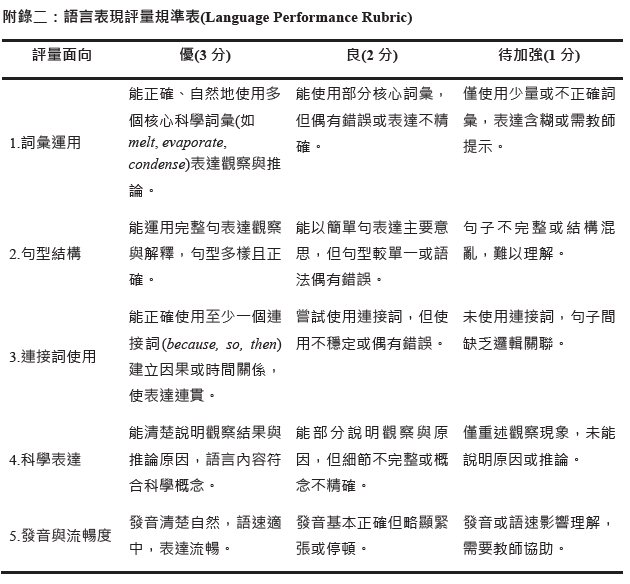 附錄二：語言表現評量規準表(Language Performance Rubric)
評量面向 優(3 分) 良(2 分) 待加強(1 分)
1.詞彙運用
能正確、自然地使用多
個核心科學詞彙(如
melt, evaporate,
condense)表達觀察與推
論。
能使用部分核心詞彙，
但偶有錯誤或表達不精
確。
僅使用少量或不正確詞
彙，表達含糊或需教師
提示。
2.句型結構
能運用完整句表達觀察
與解釋，句型多樣且正
確。
能以簡單句表達主要意
思，但句型較單一或語
法偶有錯誤。
句子不完整或結構混
亂，難以理解。
3.連接詞使用
能正確使用至少一個連
接詞(because, so, then)
建立因果或時間關係，
使表達連貫。
嘗試使用連接詞，但使
用不穩定或偶有錯誤。
未使用連接詞，句子間
缺乏邏輯關聯。
4.科學表達
能清楚說明觀察結果與
推論原因，語言內容符
合科學概念。
能部分說明觀察與原
因，但細節不完整或概
念不精確。
僅重述觀察現象，未能
說明原因或推論。
5.發音與流暢度
發音清楚自然，語速適
中，表達流暢。
發音基本正確但略顯緊
張或停頓。
發音或語速影響理解，
需要教師協助。